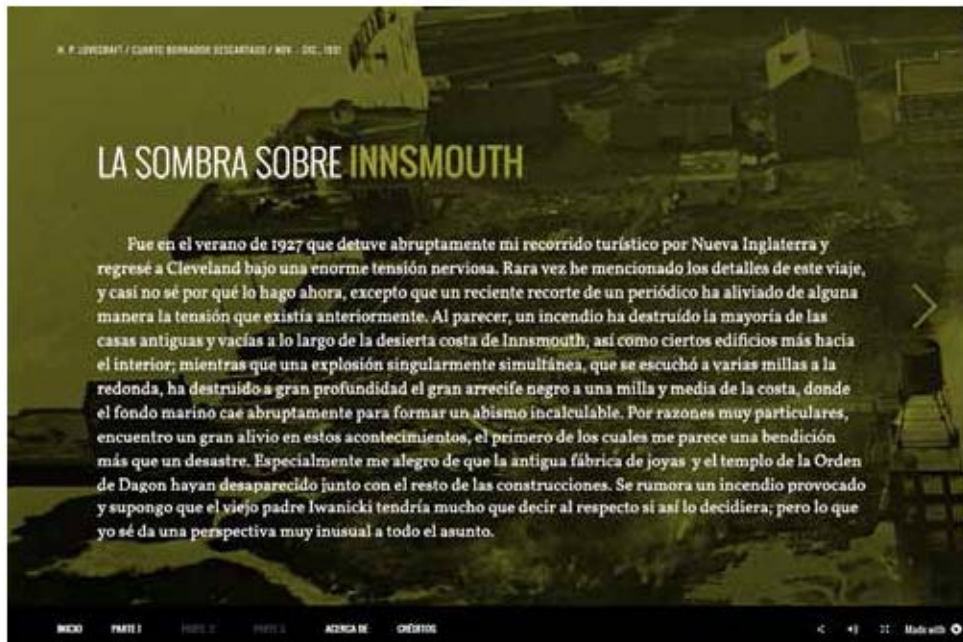 H. P. LOVECRAFT / CUARTO BORRADOR DESCARTADO / NOV. - DIC., 1931
LA SOMBRA SOBRE INNSMOUTH
Fue en el verano de 1927 que detuve abruptamente mi recorrido turístico por Nueva Inglaterra y
regresé a Cleveland bajo una enorme tensión nerviosa. Rara vez he mencionado los detalles de este viaje,
y casi no sé por qué lo hago ahora, excepto que un reciente recorte de un periódico ha aliviado de alguna
manera la tensión que existía anteriormente. Al parecer, un incendio ha destruido la mayoría de las
casas antiguas y vacías a lo largo de la desierta costa de Innsmouth, así como ciertos edificios más hacia
el interior; mientras que una explosión singularmente simultánea, que se escuchó a varias millas a la
redonda, ha destruido a gran profundidad el gran arrecife negro a una milla y media de la costa, donde
el fondo marino cae abruptamente para formar un abismo incalculable. Por razones muy particulares,
encuentro un gran alivio en estos acontecimientos, el primero de los cuales me parece una bendición
más que un desastre. Especialmente me alegro de que la antigua fábrica de joyas y el templo de la Orden
de Dagon hayan desaparecido junto con el resto de las construcciones. Se rumora un incendio provocado
y supongo que el viejo padre Iwanicki tendría mucho que decir al respecto si así lo decidiera; pero lo que
yo sé da una perspectiva muy inusual a todo el asunto.
INICIO PARTE 1 PARTE 2 PARTE 3 ACERCA DE CRÉDITOS Made with